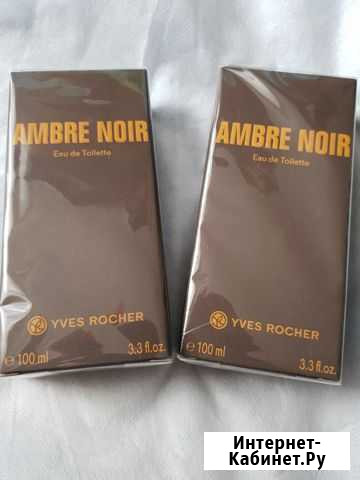 AMBRE NOIR
Eau de Toilette
YVES ROCHER
e 100 ml 3.3 fl.oz.
AMBRE NOIR
Eau de Toilette
YVES ROCHER
e 100 ml 3.3 fl.oz.
Интернет-
Кабинет.Ру